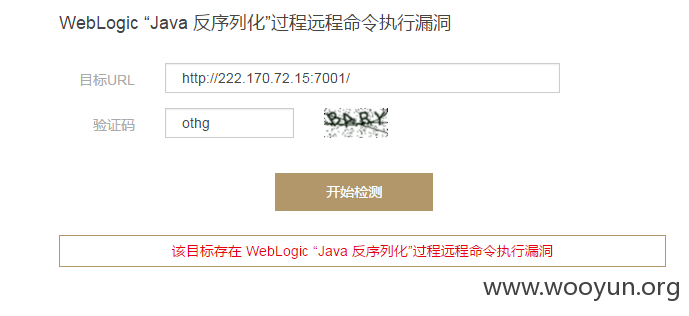 WebLogic “Java 反序列化”过程远程命令执行漏洞
目标URL
http://222.170.72.15:7001/
验证码
othg
BARY
开始检测
该目标存在 WebLogic “Java 反序列化”过程远程命令执行漏洞
www.wooyun.org